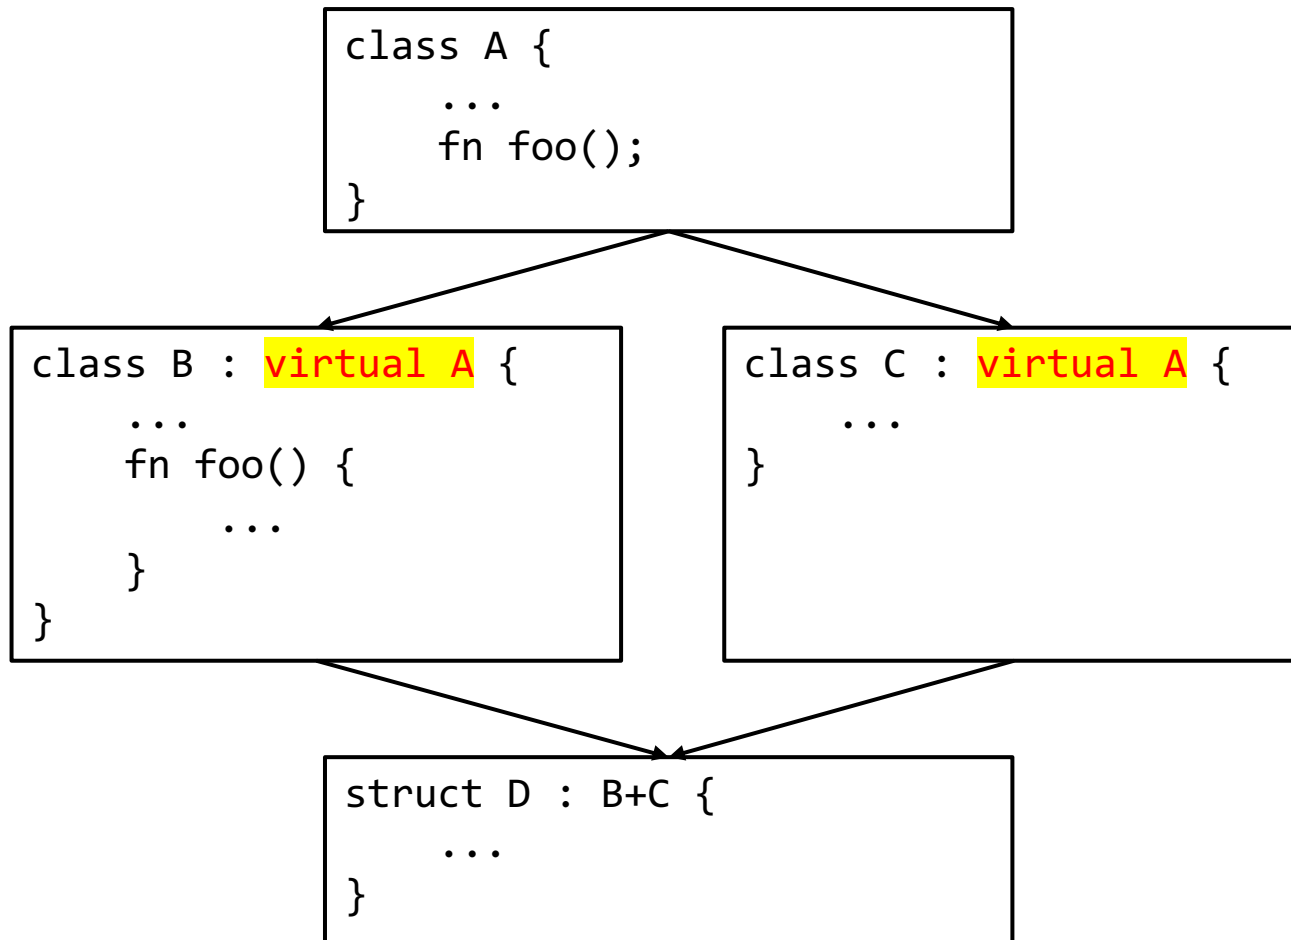 class A {
    ...
    fn foo();
}
class B : virtual A {
    ...
    fn foo() {
        ...
    }
}
class C : virtual A {
    ...
}
struct D : B+C {
    ...
}